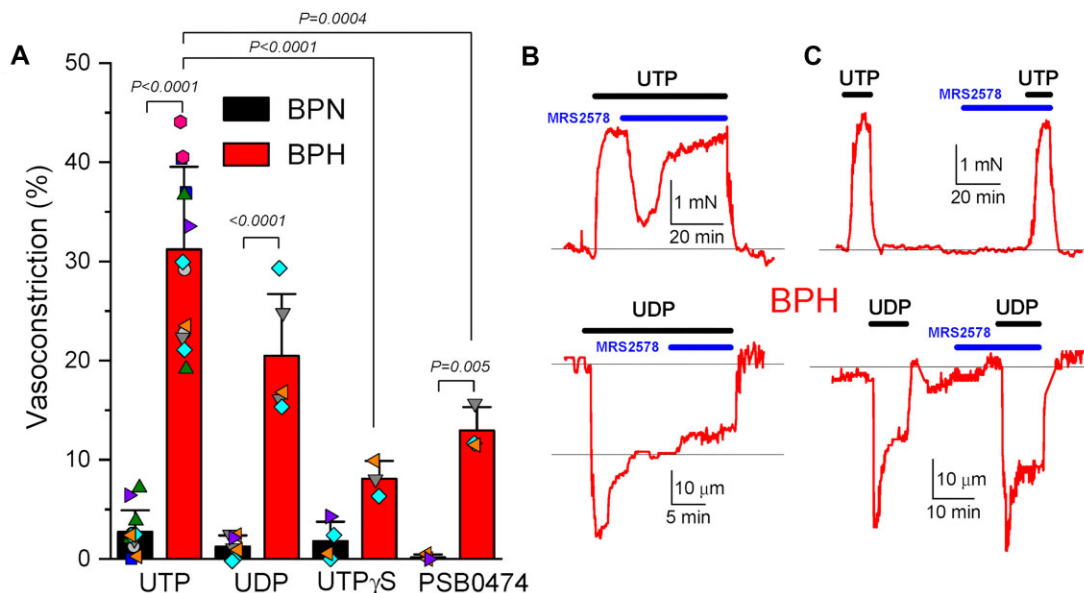 A
B
C
P=0.0004
P<0.0001
P<0.0001
<0.0001
P=0.005
Vasoconstriction (%)
50
40
30
20
10
0
BPN
BPH
UTP
UDP
UTPγS
PSB0474
UTP
MRS2578
1 mN
20 min
UTP
UTP
MRS2578
1 mN
20 min
BPH
UDP
MRS2578
10 μm
5 min
UDP
UDP
MRS2578
10 μm
10 min